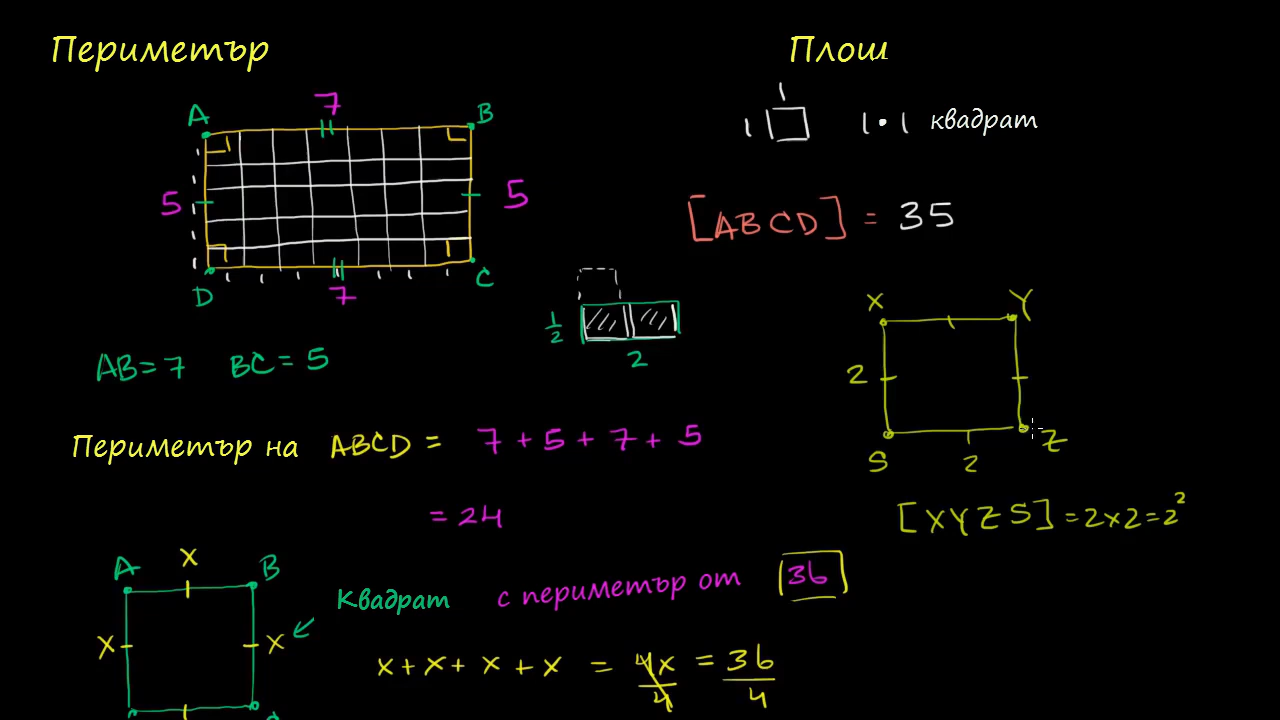 Периметър
Площ
7
A
B
5
5
D
C
7
1
1
1 • 1 квадрат
[ABCD] = 35
1/2
2
AB = 7 BC = 5
X
Y
2
S
Z
2
Периметър на ABCD = 7 + 5 + 7 + 5
= 24
[XYZS] = 2×2 = 2²
A
X
B
X
X
Квадрат с периметър от 36
x + x + x + x = 4x/4 = 36/4